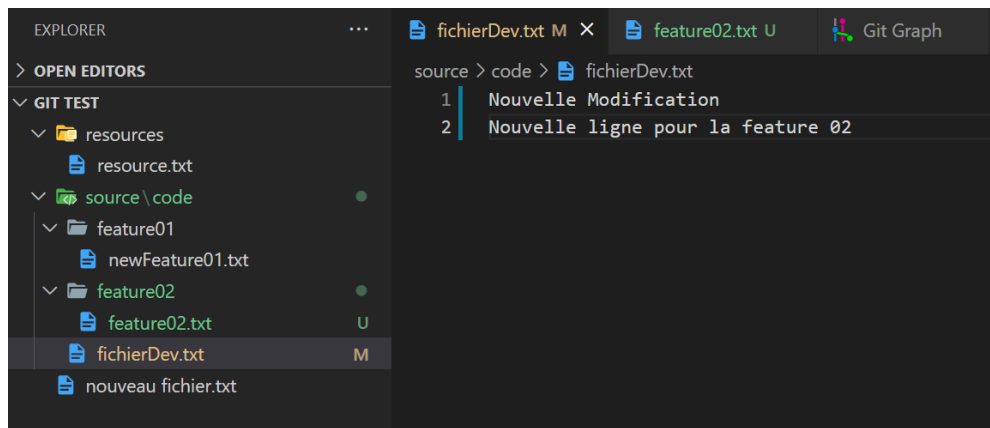 EXPLORER
OPEN EDITORS
GIT TEST
resources
resource.txt
source\code
feature01
newFeature01.txt
feature02
feature02.txt U
fichierDev.txt M
nouveau fichier.txt
fichierDev.txt M
feature02.txt U
Git Graph
source > code > fichierDev.txt
1 Nouvelle Modification
2 Nouvelle ligne pour la feature 02